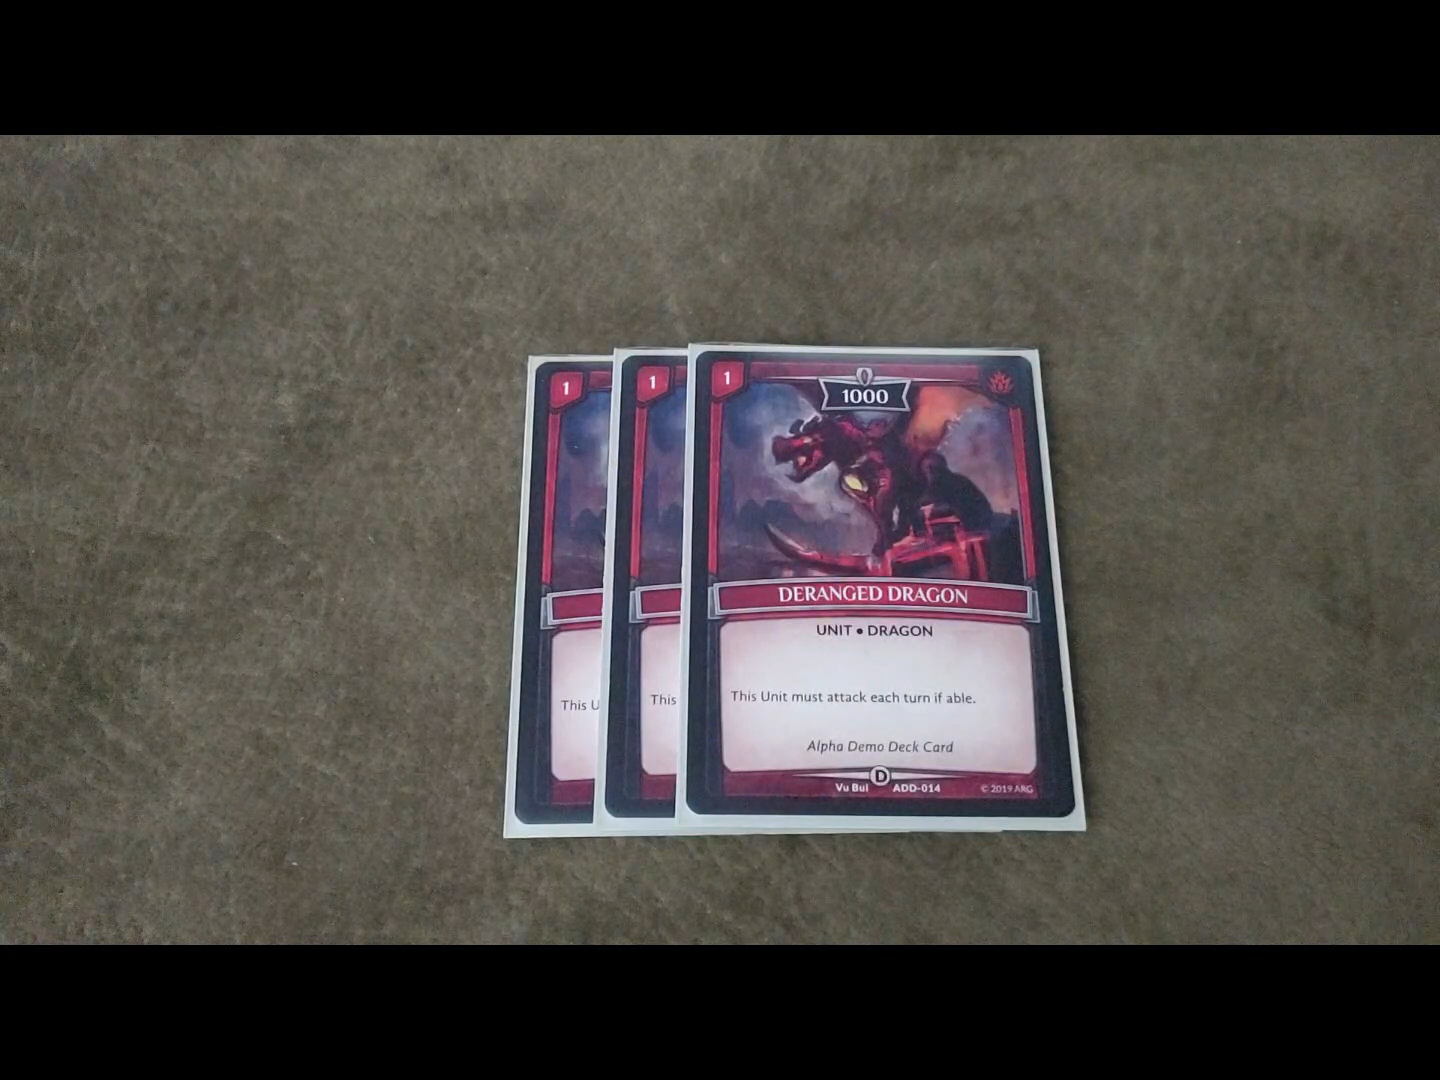 1
1
1
1000
DERANGED DRAGON
UNIT • DRAGON
This U
This
This Unit must attack each turn if able.
Alpha Demo Deck Card
D
Vu Bui ADD-014
© 2019 ARG